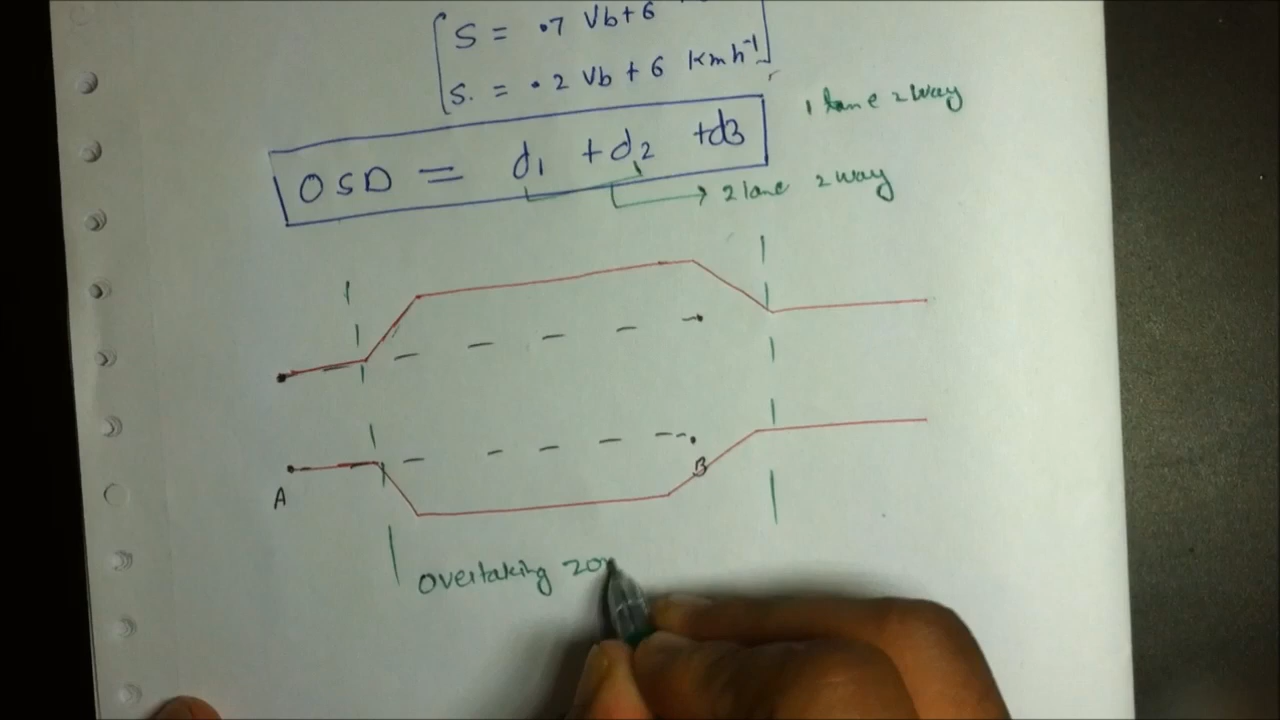 S = .7 Vb+6
S. = .2 Vb + 6 Kmh⁻¹
1 lane 2 way
OSD = d1 + d2 + d3
→ 2 lane 2 way
A
B
overtaking zon